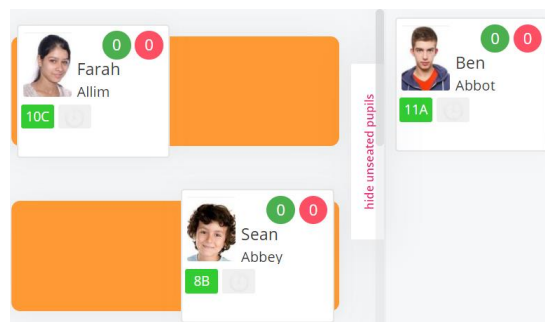 0 0
Farah
Allim
10C
0 0
Sean
Abbey
8B
hide unseated pupils
0 0
Ben
Abbot
11A